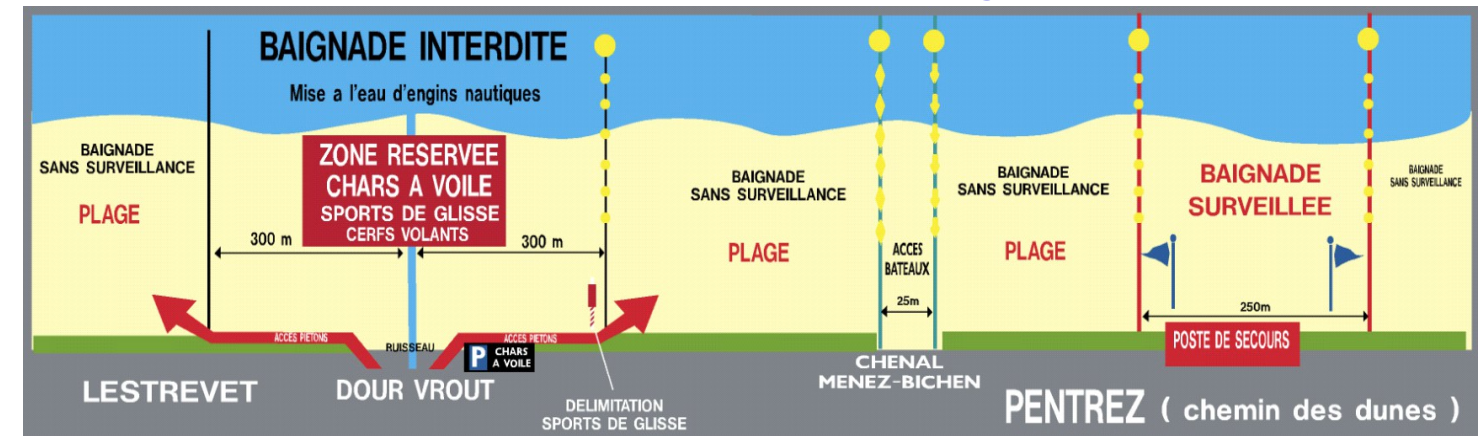 BAIGNADE INTERDITE
Mise a l'eau d'engins nautiques
BAIGNADE
SANS SURVEILLANCE
PLAGE
ZONE RESERVEE
CHARS A VOILE
SPORTS DE GLISSE
CERFS VOLANTS
300 m
300 m
BAIGNADE
SANS SURVEILLANCE
PLAGE
ACCES
BATEAUX
25m
BAIGNADE
SANS SURVEILLANCE
PLAGE
BAIGNADE
SURVEILLEE
250m
BAIGNADE
SANS SURVEILLANCE
ACCES PIETONS
RUISSEAU
ACCES PIETONS
P CHARS
A VOILE
POSTE DE SECOURS
LESTREVET
DOUR VROUT
DELIMITATION
SPORTS DE GLISSE
CHENAL
MENEZ-BICHEN
PENTREZ ( chemin des dunes )